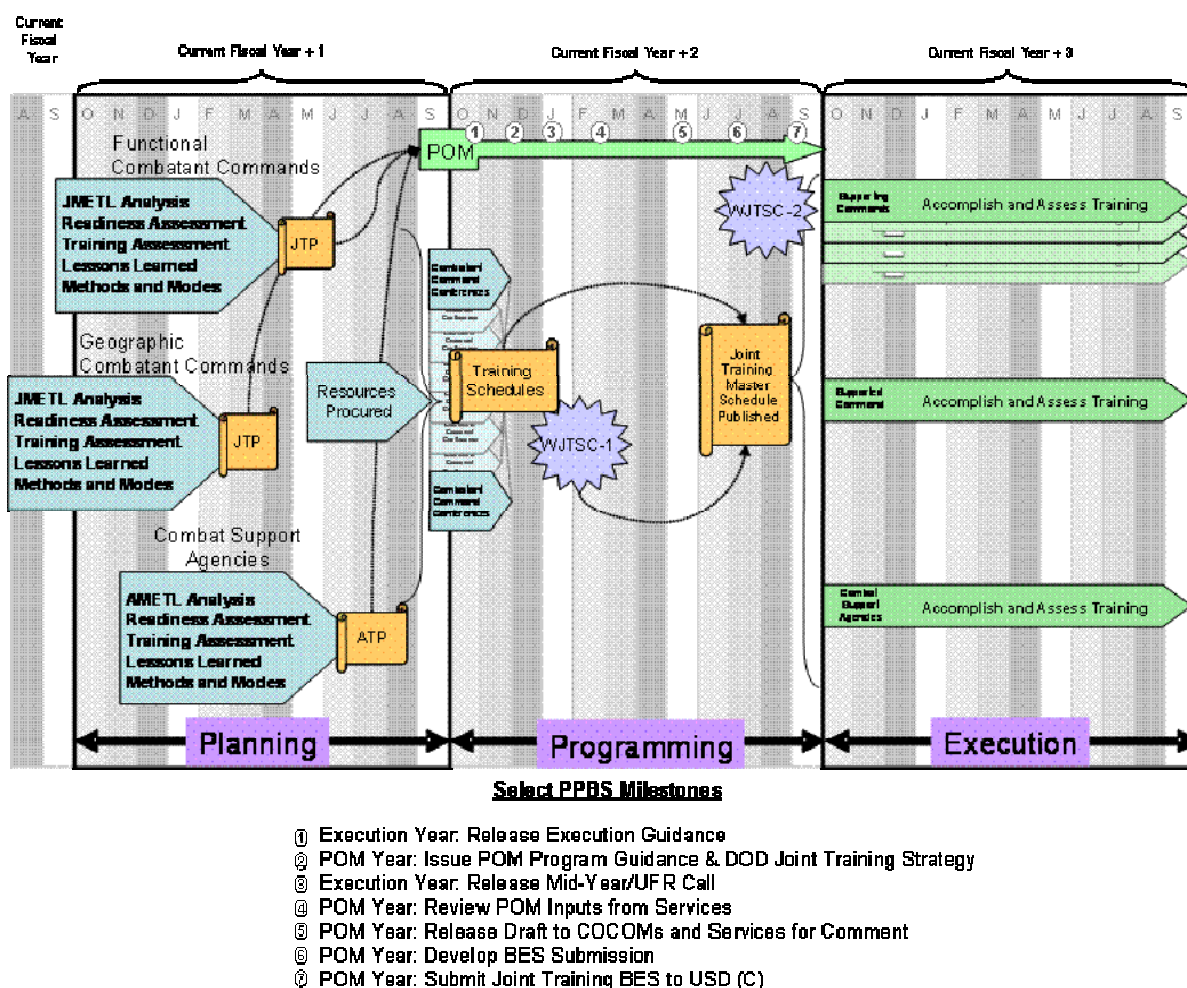 Current
Fiscal
Year
Current Fiscal Year + 1
Current Fiscal Year + 2
Current Fiscal Year + 3
A S O N D J F M A M J J A S O N D J F M A M J J A S O N D J F M A M J J A S
① ② ③ ④ ⑤ ⑥ ⑦
Functional
Combatant Commands
JMETL Analysis
Readiness Assessment
Training Assessment
Lessons Learned
Methods and Modes
JTP
POM
WJTSC-2
Supporting
Commands
Accomplish and Assess Training
Combatant
Command
Conferences
Geographic
Combatant Commands
JMETL Analysis
Readiness Assessment
Training Assessment
Lessons Learned
Methods and Modes
JTP
Resources
Procured
Training
Schedules
WJTSC-1
Joint
Training
Master
Schedule
Published
Supported
Command
Accomplish and Assess Training
Combatant
Command
Conferences
Combat Support
Agencies
AMETL Analysis
Readiness Assessment
Training Assessment
Lessons Learned
Methods and Modes
ATP
Combat
Support
Agencies
Accomplish and Assess Training
Planning
Programming
Execution
Select PPBS Milestones
① Execution Year: Release Execution Guidance
② POM Year: Issue POM Program Guidance & DOD Joint Training Strategy
③ Execution Year: Release Mid-Year/UFR Call
④ POM Year: Review POM Inputs from Services
⑤ POM Year: Release Draft to COCOMs and Services for Comment
⑥ POM Year: Develop BES Submission
⑦ POM Year: Submit Joint Training BES to USD (C)